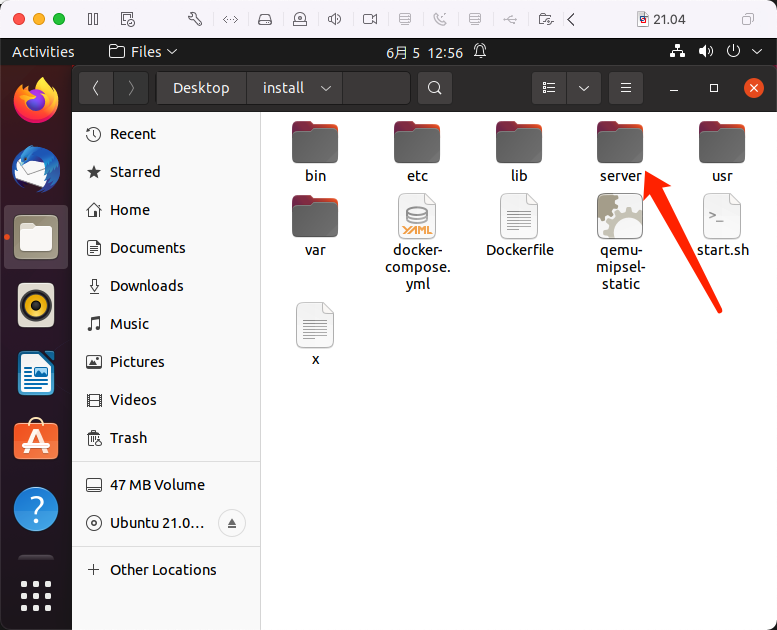 21.04
Activities
Files
6月 5 12:56
Desktop
install
Recent
Starred
Home
Documents
Downloads
Music
Pictures
Videos
Trash
47 MB Volume
Ubuntu 21.0...
Other Locations
bin
etc
lib
server
usr
var
YAML
docker-
compose.
yml
Dockerfile
qemu-
mipsel-
static
start.sh
x